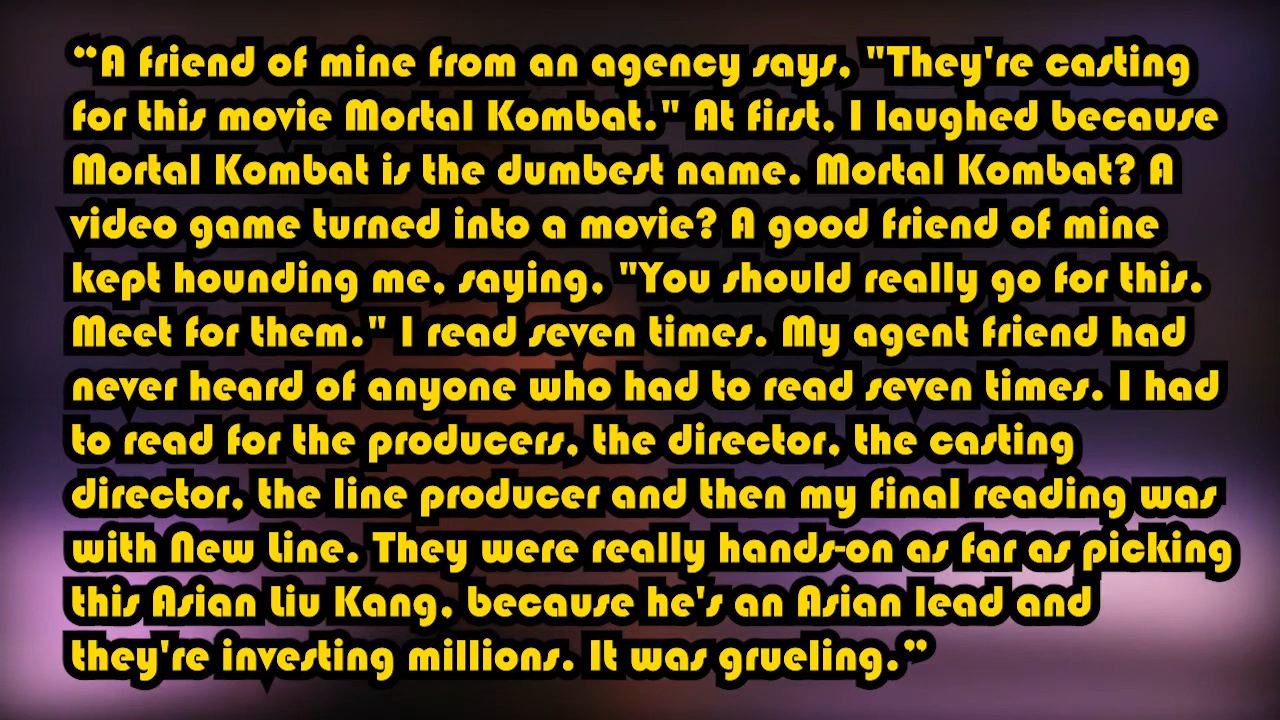 “A friend of mine from an agency says, "They're casting
for this movie Mortal Kombat." At first, I laughed because
Mortal Kombat is the dumbest name. Mortal Kombat? A
video game turned into a movie? A good friend of mine
kept hounding me, saying, "You should really go for this.
Meet for them." I read seven times. My agent friend had
never heard of anyone who had to read seven times. I had
to read for the producers, the director, the casting
director, the line producer and then my final reading was
with New Line. They were really hands-on as far as picking
this Asian Liu Kang, because he's an Asian lead and
they're investing millions. It was grueling.”